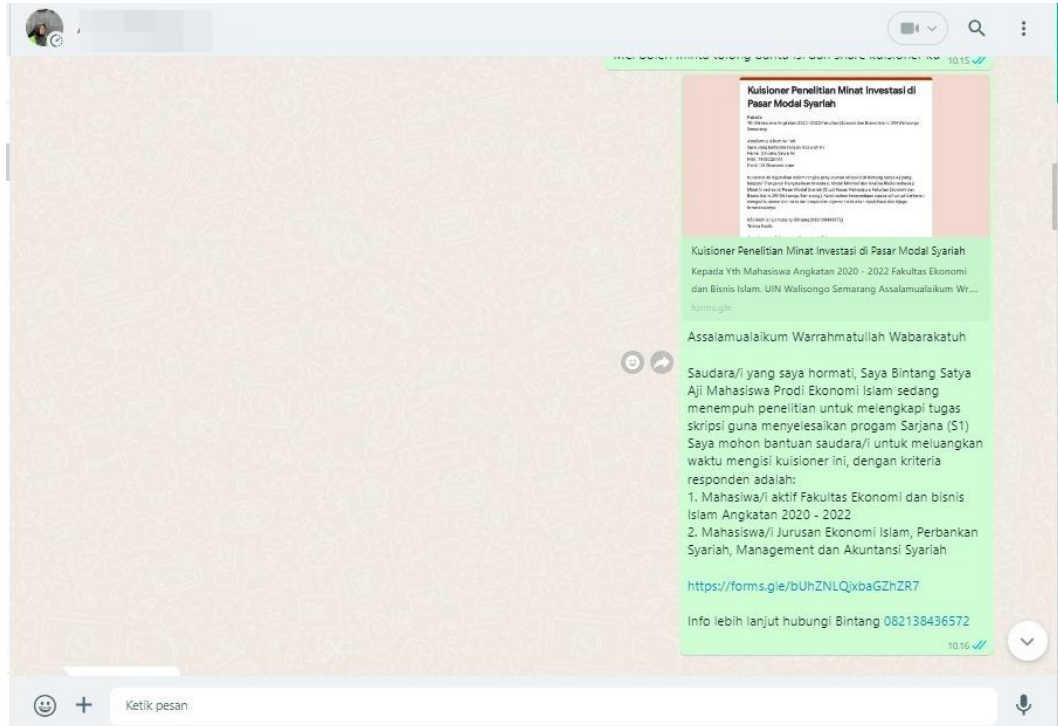 10.15
Kuisioner Penelitian Minat Investasi di
Pasar Modal Syariah
Kepada
Kuisioner Penelitian Minat Investasi di Pasar Modal Syariah
Kepada Yth Mahasiswa Angkatan 2020 - 2022 Fakultas Ekonomi
dan Bisnis Islam. UIN Walisongo Semarang Assalamualaikum Wr....
forms.gle
Assalamualaikum Warrahmatullah Wabarakatuh
Saudara/i yang saya hormati, Saya Bintang Satya
Aji Mahasiswa Prodi Ekonomi Islam sedang
menempuh penelitian untuk melengkapi tugas
skripsi guna menyelesaikan progam Sarjana (S1)
Saya mohon bantuan saudara/i untuk meluangkan
waktu mengisi kuisioner ini, dengan kriteria
responden adalah:
1. Mahasiwa/i aktif Fakultas Ekonomi dan bisnis
Islam Angkatan 2020 - 2022
2. Mahasiswa/i Jurusan Ekonomi Islam, Perbankan
Syariah, Management dan Akuntansi Syariah
https://forms.gle/bUhZNLQjxbaGZhZR7
Info lebih lanjut hubungi Bintang 082138436572
10.16
Ketik pesan